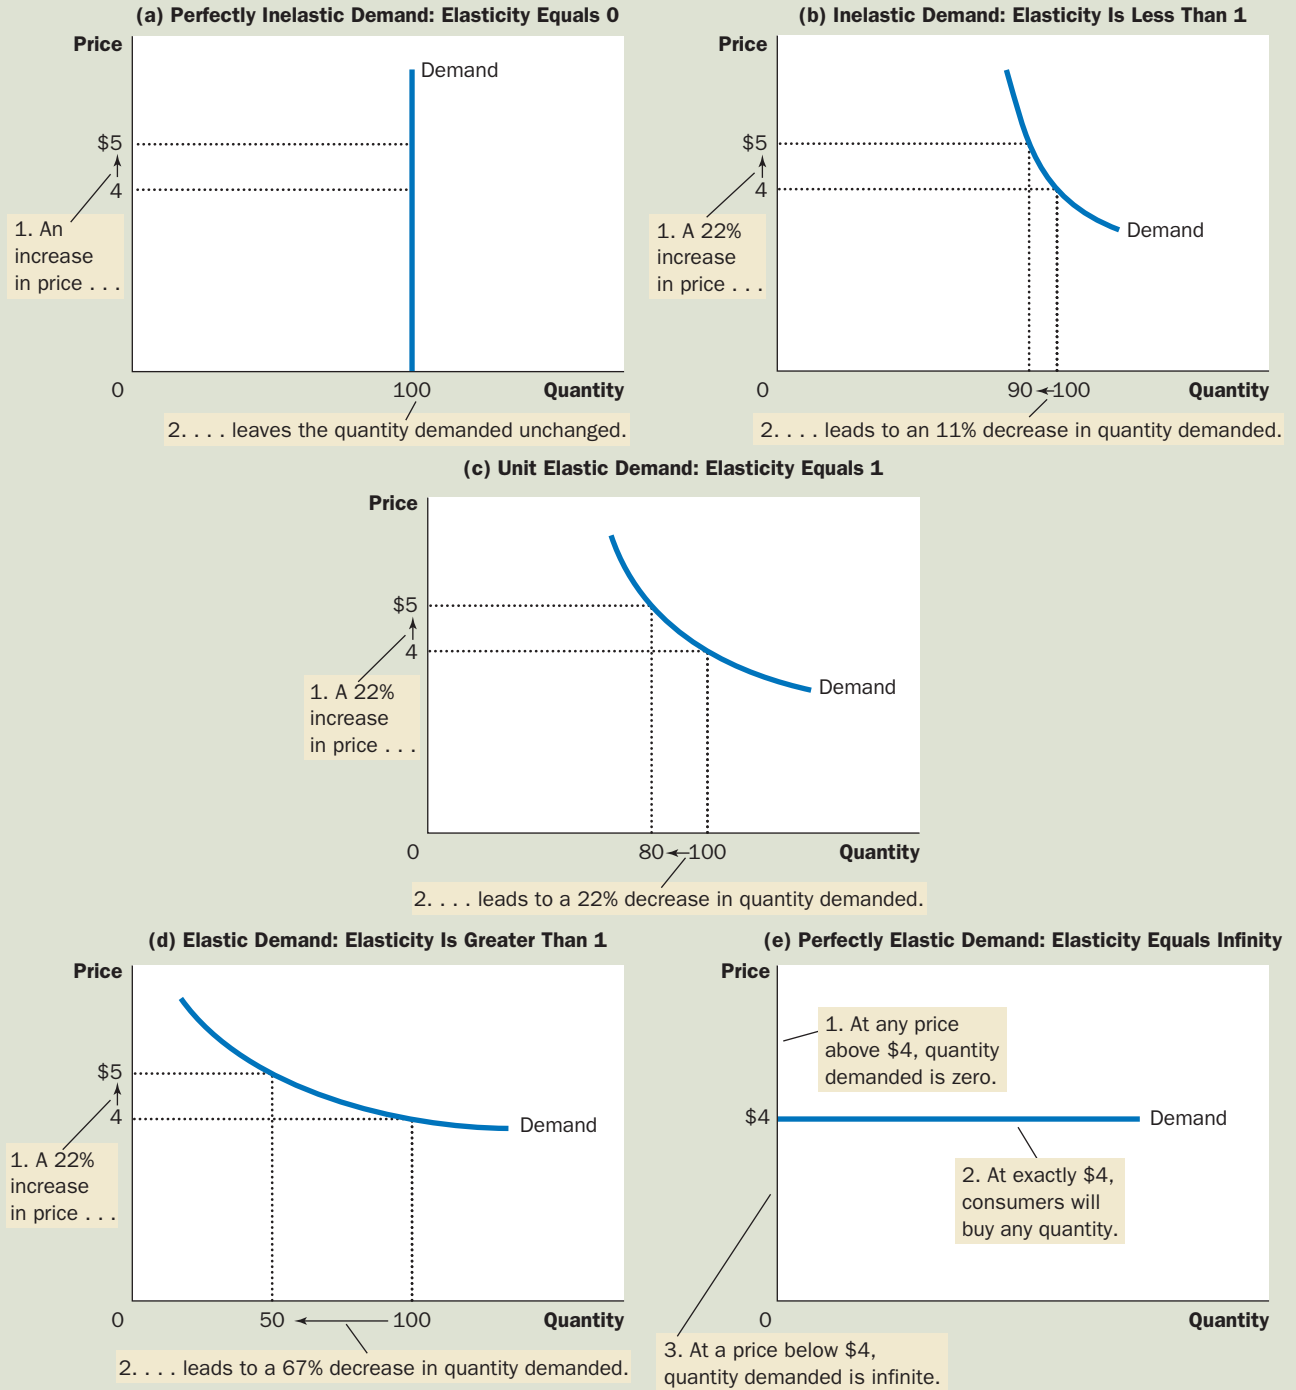 (a) Perfectly Inelastic Demand: Elasticity Equals 0
Price
Demand
$5
4
1. An
increase
in price . . .
0
100
Quantity
2. . . . leaves the quantity demanded unchanged.
(b) Inelastic Demand: Elasticity Is Less Than 1
Price
$5
4
1. A 22%
increase
in price . . .
Demand
0
90
100
Quantity
2. . . . leads to an 11% decrease in quantity demanded.
(c) Unit Elastic Demand: Elasticity Equals 1
Price
$5
4
1. A 22%
increase
in price . . .
Demand
0
80
100
Quantity
2. . . . leads to a 22% decrease in quantity demanded.
(d) Elastic Demand: Elasticity Is Greater Than 1
Price
$5
4
Demand
1. A 22%
increase
in price . . .
0
50
100
Quantity
2. . . . leads to a 67% decrease in quantity demanded.
(e) Perfectly Elastic Demand: Elasticity Equals Infinity
Price
1. At any price
above $4, quantity
demanded is zero.
$4
Demand
2. At exactly $4,
consumers will
buy any quantity.
0
Quantity
3. At a price below $4,
quantity demanded is infinite.